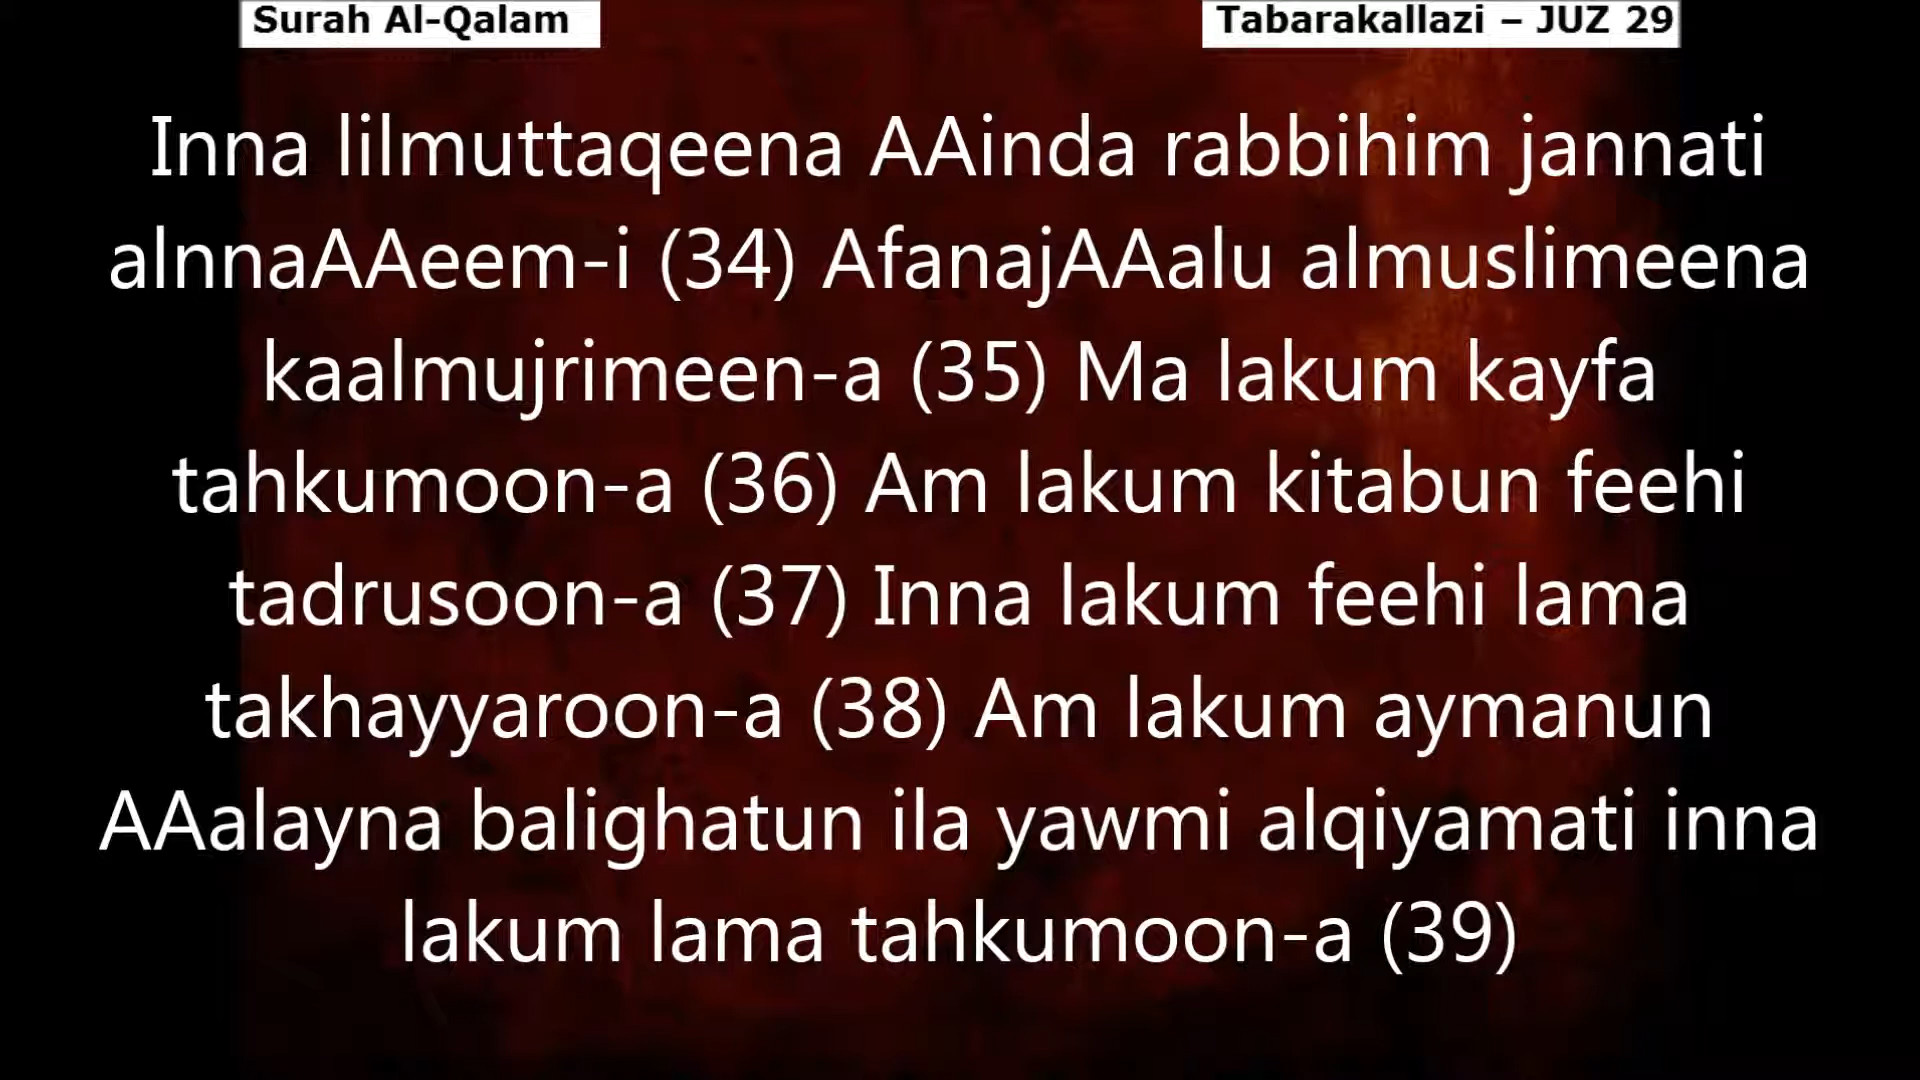 Surah Al-Qalam
Tabarakallazi – JUZ 29
Inna lilmuttaqeena AAinda rabbihim jannati
alnnaAAeem-i (34) AfanajAAalu almuslimeena
kaalmujrimeen-a (35) Ma lakum kayfa
tahkumoon-a (36) Am lakum kitabun feehi
tadrusoon-a (37) Inna lakum feehi lama
takhayyaroon-a (38) Am lakum aymanun
AAalayna balighatun ila yawmi alqiyamati inna
lakum lama tahkumoon-a (39)